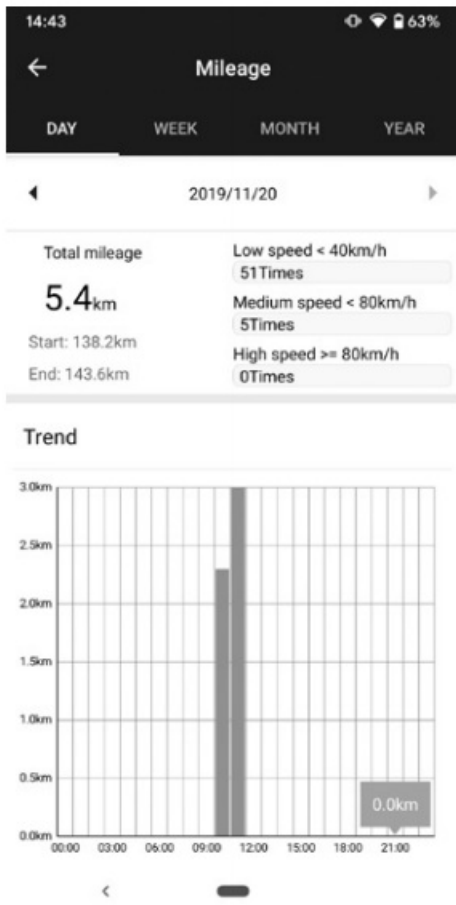 14:43 63%
Mileage
DAY WEEK MONTH YEAR
2019/11/20
Total mileage
5.4km
Start: 138.2km
End: 143.6km
Low speed < 40km/h
51Times
Medium speed < 80km/h
5Times
High speed >= 80km/h
0Times
Trend
3.0km
2.5km
2.0km
1.5km
1.0km
0.5km
0.0km
0.0km
00:00 03:00 06:00 09:00 12:00 15:00 18:00 21:00